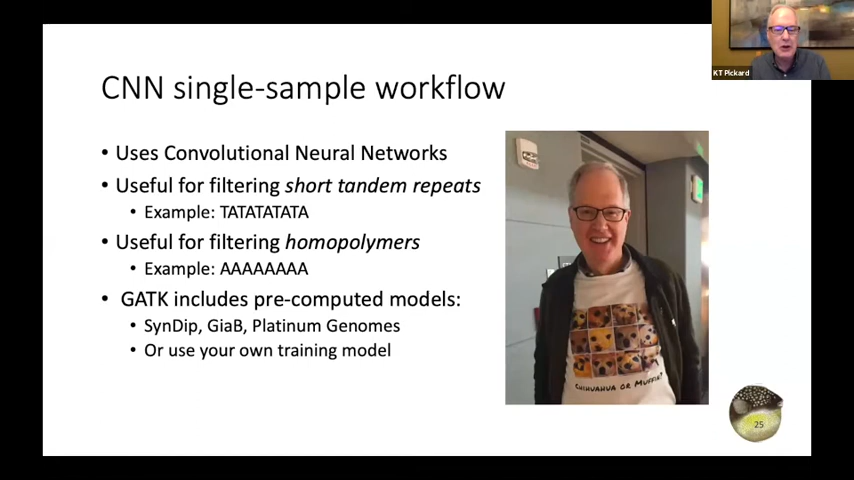 CNN single-sample workflow
• Uses Convolutional Neural Networks
• Useful for filtering short tandem repeats
• Example: TATATATATA
• Useful for filtering homopolymers
• Example: AAAAAAAA
• GATK includes pre-computed models:
• SynDip, GiaB, Platinum Genomes
• Or use your own training model
CHIHUAHUA OR MUFFIN?
25
KT Pickard